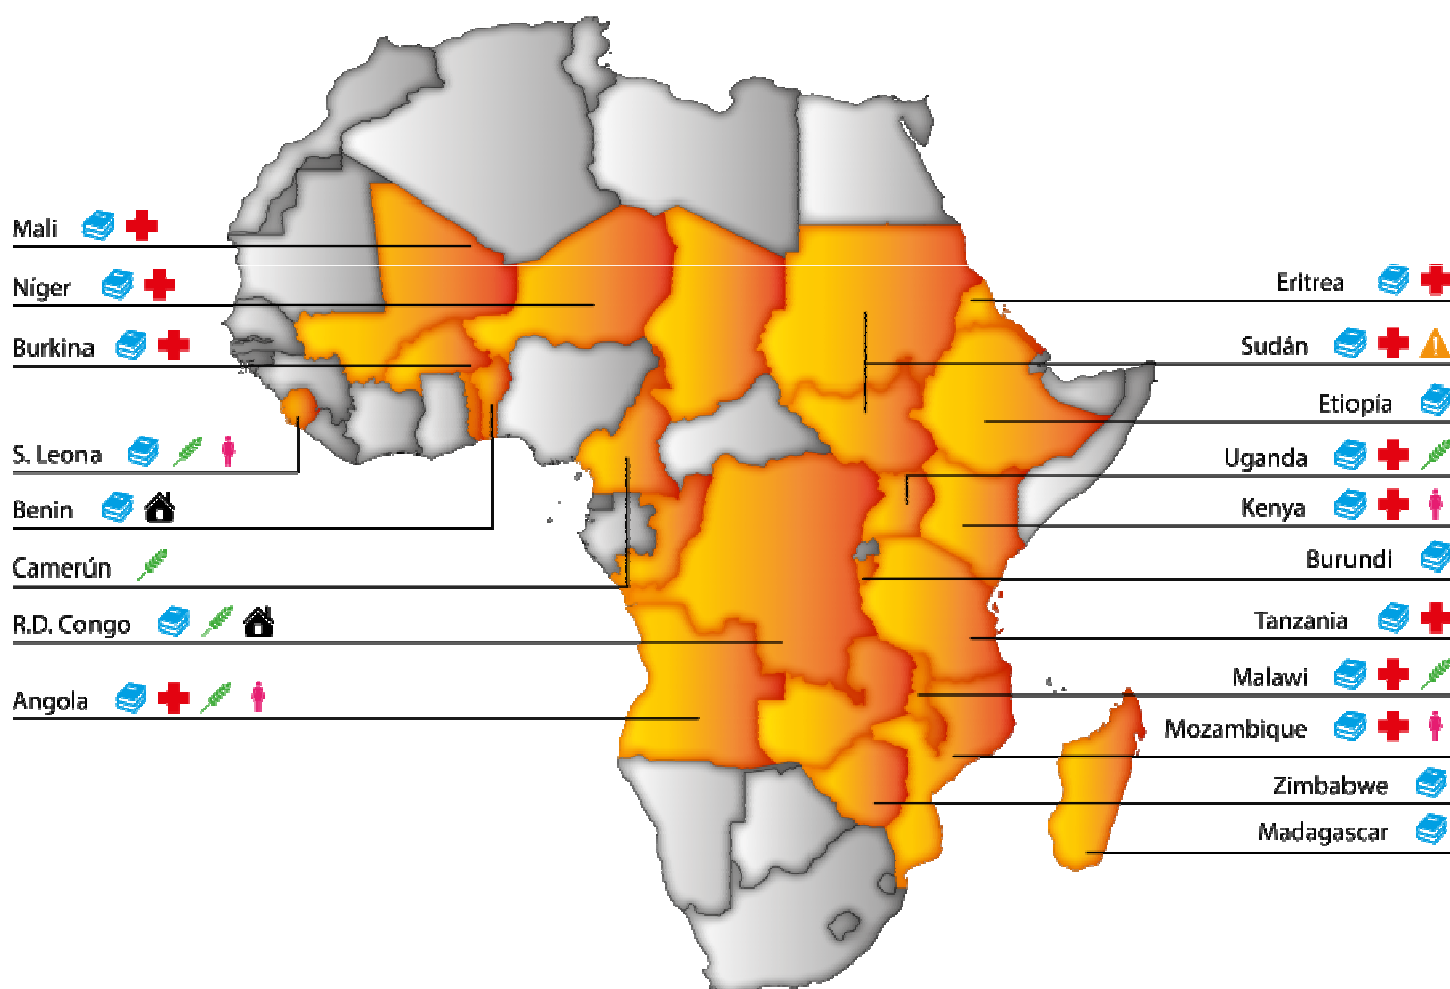 Mali
Níger
Burkina
S. Leona
Benin
Camerún
R.D. Congo
Angola
Eritrea
Sudán
Etiopía
Uganda
Kenya
Burundi
Tanzania
Malawi
Mozambique
Zimbabwe
Madagascar